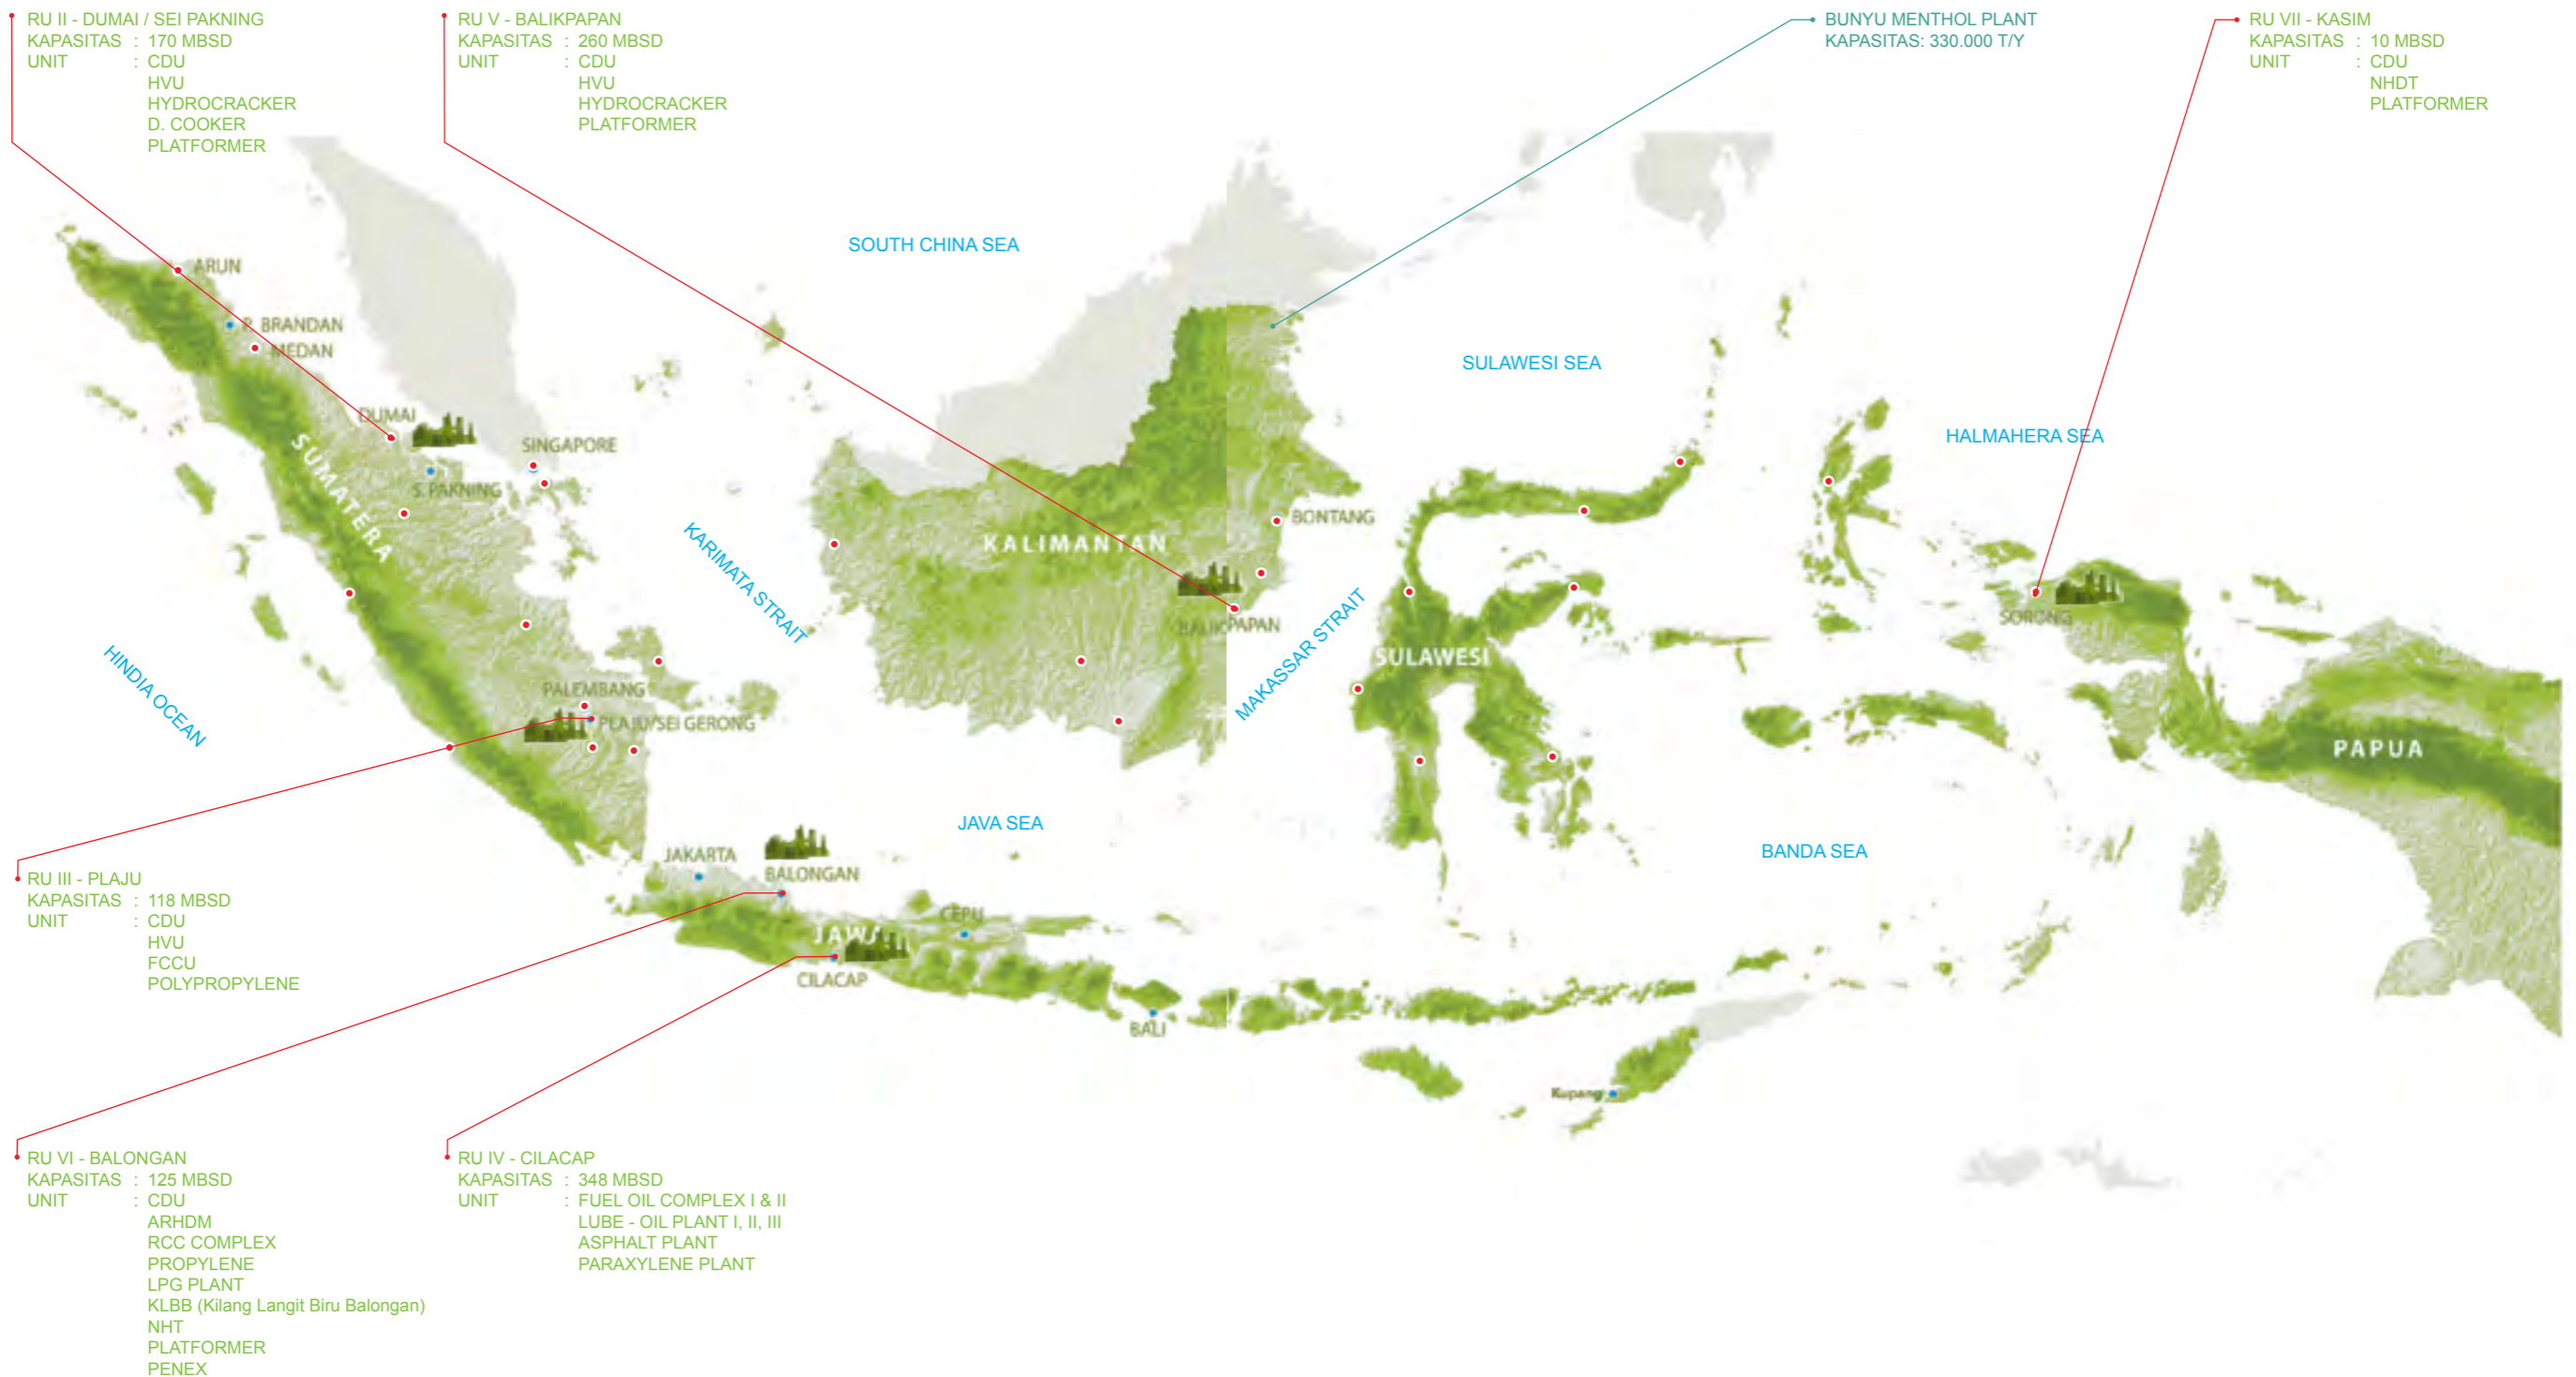 RU II - DUMAI / SEI PAKNING
KAPASITAS : 170 MBSD
UNIT : CDU
HVU
HYDROCRACKER
D. COOKER
PLATFORMER
RU V - BALIKPAPAN
KAPASITAS : 260 MBSD
UNIT : CDU
HVU
HYDROCRACKER
PLATFORMER
BUNYU MENTHOL PLANT
KAPASITAS: 330.000 T/Y
RU VII - KASIM
KAPASITAS : 10 MBSD
UNIT : CDU
NHDT
PLATFORMER
SOUTH CHINA SEA
ARUN
P. BRANDAN
MEDAN
SULAWESI SEA
DUMAI
SINGAPORE
HALMAHERA SEA
S. PAKNING
SUMATERA
BONTANG
KALIMANTAN
KARIMATA STRAIT
SORONG
BALIKPAPAN
MAKASSAR STRAIT
SULAWESI
HINDIA OCEAN
PALEMBANG
PLAJU/SEI GERONG
PAPUA
JAVA SEA
JAKARTA
BALONGAN
BANDA SEA
CEPU
JAWA
CILACAP
BALI
Kupang
RU III - PLAJU
KAPASITAS : 118 MBSD
UNIT : CDU
HVU
FCCU
POLYPROPYLENE
RU VI - BALONGAN
KAPASITAS : 125 MBSD
UNIT : CDU
ARHDM
RCC COMPLEX
PROPYLENE
LPG PLANT
KLBB (Kilang Langit Biru Balongan)
NHT
PLATFORMER
PENEX
RU IV - CILACAP
KAPASITAS : 348 MBSD
UNIT : FUEL OIL COMPLEX I & II
LUBE - OIL PLANT I, II, III
ASPHALT PLANT
PARAXYLENE PLANT